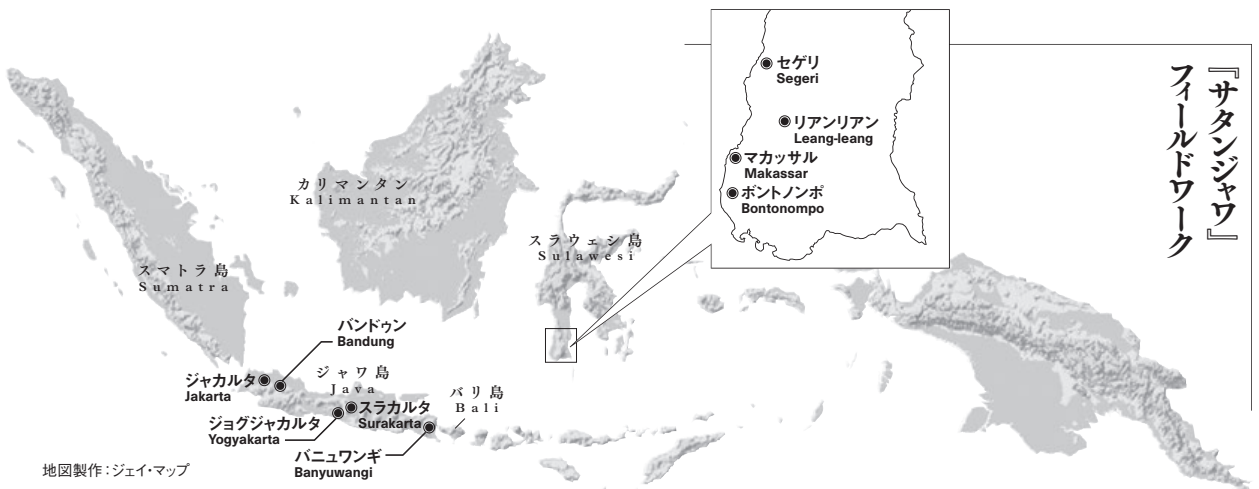 『サタンジャワ』
フィールドワーク
セゲリ
Segeri
リアンリアン
Leang-leang
マカッサル
Makassar
ボントノンポ
Bontonompo
カリマンタン
Kalimantan
スラウェシ島
Sulawesi
スマトラ島
Sumatra
バンドゥン
Bandung
ジャワ島
Java
バリ島
Bali
ジャカルタ
Jakarta
スラカルタ
Surakarta
ジョグジャカルタ
Yogyakarta
バニュワンギ
Banyuwangi
地図製作：ジェイ・マップ